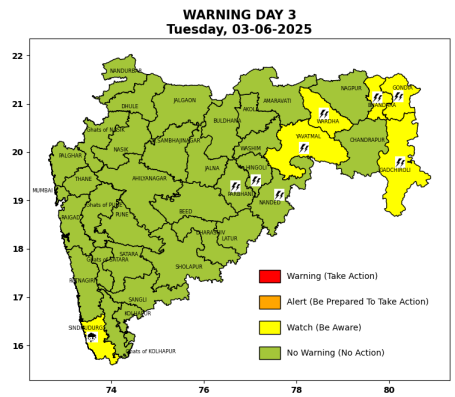 WARNING DAY 3
Tuesday, 03-06-2025
22
21
20
19
18
17
16
74
76
78
80
NANDURBAR
DHULE
JALGAON
AKOLA
AMARAVATI
NAGPUR
GONDIA
BHANDARA
BULDHANA
WARDHA
Ghats of NASIK
NASIK
SAMBHAJINAGAR
WASHIM
YAVATMAL
CHANDRAPUR
GADCHIROLI
PALGHAR
THANE
AHILYANAGAR
JALNA
HINGOLI
PARBHANI
NANDED
MUMBAI
Ghats of PUNE
PUNE
RAIGAD
BEED
DHARASHIV
LATUR
SATARA
Ghats of SATARA
SHOLAPUR
RATNAGIRI
SANGLI
KOLHAPUR
SINDHUDURG
Ghats of KOLHAPUR
Warning (Take Action)
Alert (Be Prepared To Take Action)
Watch (Be Aware)
No Warning (No Action)